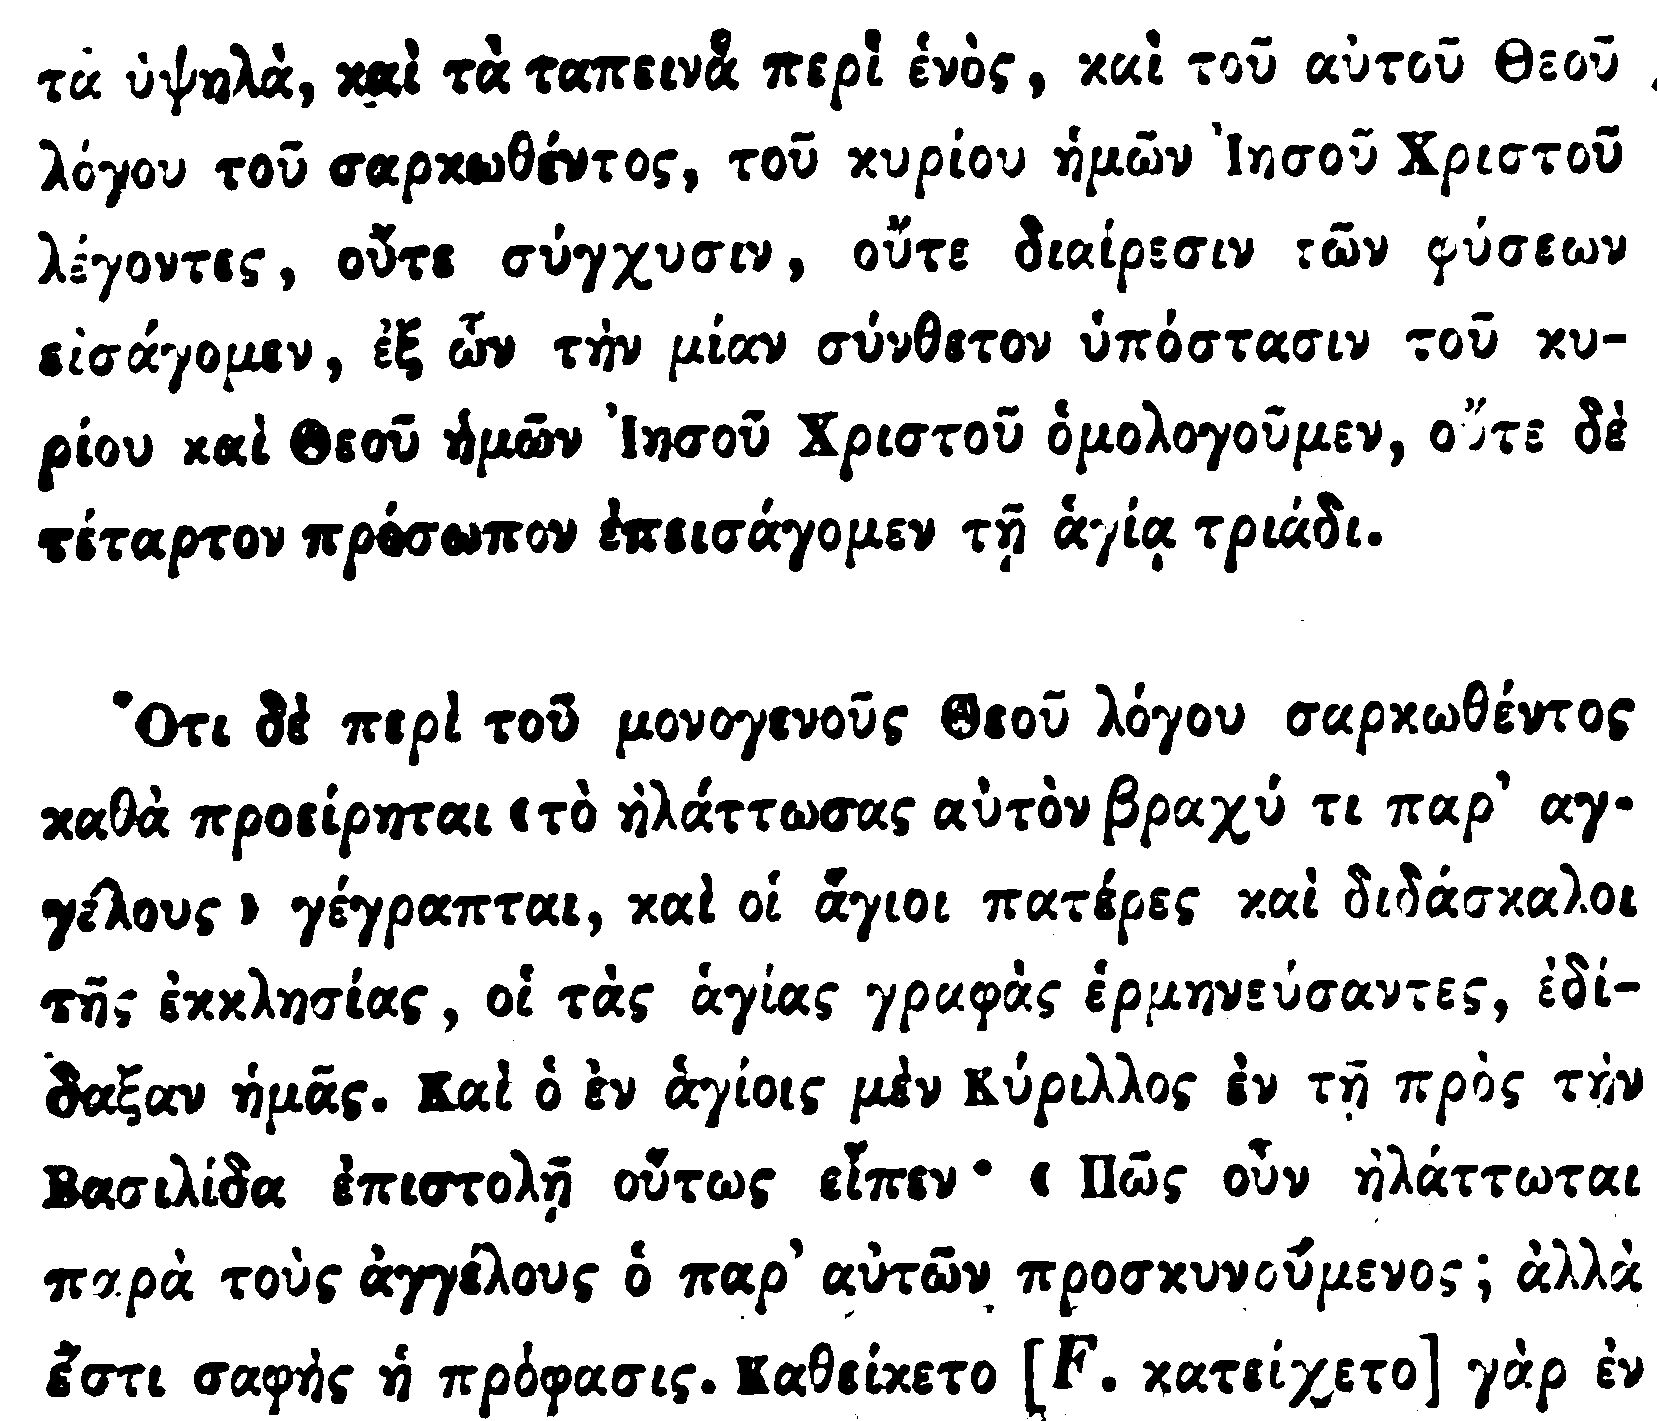 τὰ ὑψηλὰ, καὶ τὰ ταπεινὰ περὶ ἑνὸς, καὶ τοῦ αὐτοῦ Θεοῦ
λόγου τοῦ σαρκωθέντος, τοῦ κυρίου ἡμῶν Ἰησοῦ Χριστοῦ
λέγοντες, οὔτε σύγχυσιν, οὔτε διαίρεσιν τῶν φύσεων
εἰσάγομεν, ἐξ ὧν τὴν μίαν σύνθετον ὑπόστασιν τοῦ κυ-
ρίου καὶ Θεοῦ ἡμῶν Ἰησοῦ Χριστοῦ ὁμολογοῦμεν, οὔτε δὲ
τέταρτον πρόσωπον ἐπεισάγομεν τῇ ἁγίᾳ τριάδι.
Ὅτι δὲ περὶ τοῦ μονογενοῦς Θεοῦ λόγου σαρκωθέντος
καθὰ προείρηται ‹ τὸ ἠλάττωσας αὐτὸν βραχύ τι παρ’ αγ-
γέλους › γέγραπται, καὶ οἱ ἅγιοι πατέρες καὶ διδάσκαλοι
τῆς ἐκκλησίας, οἱ τὰς ἁγίας γραφὰς ἑρμηνεύσαντες, ἐδί-
δαξαν ἡμᾶς. Καὶ ὁ ἐν ἁγίοις μὲν Κύριλλος ἐν τῇ πρὸς τὴν
Βασιλίδα ἐπιστολῇ οὕτως εἶπεν· ‹ Πῶς οὖν ἠλάττωται
παρὰ τοὺς ἀγγέλους ὁ παρ’ αὐτῶν προσκυνούμενος; ἀλλὰ
ἔστι σαφὴς ἡ πρόφασις. Καθείκετο [F. κατείχετο] γὰρ ἐν